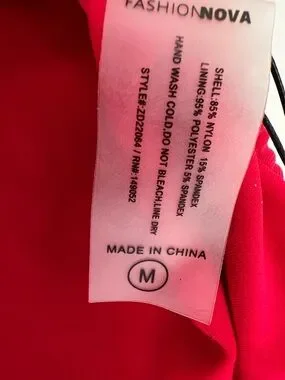 FASHIONNOVA
SHELL:85% NYLON 15% SPANDEX
LINING:95% POLYESTER 5% SPANDEX
HAND WASH COLD,DO NOT BLEACH,LINE DRY
STYLE#:ZD22064 / RN#:149052
MADE IN CHINA
M